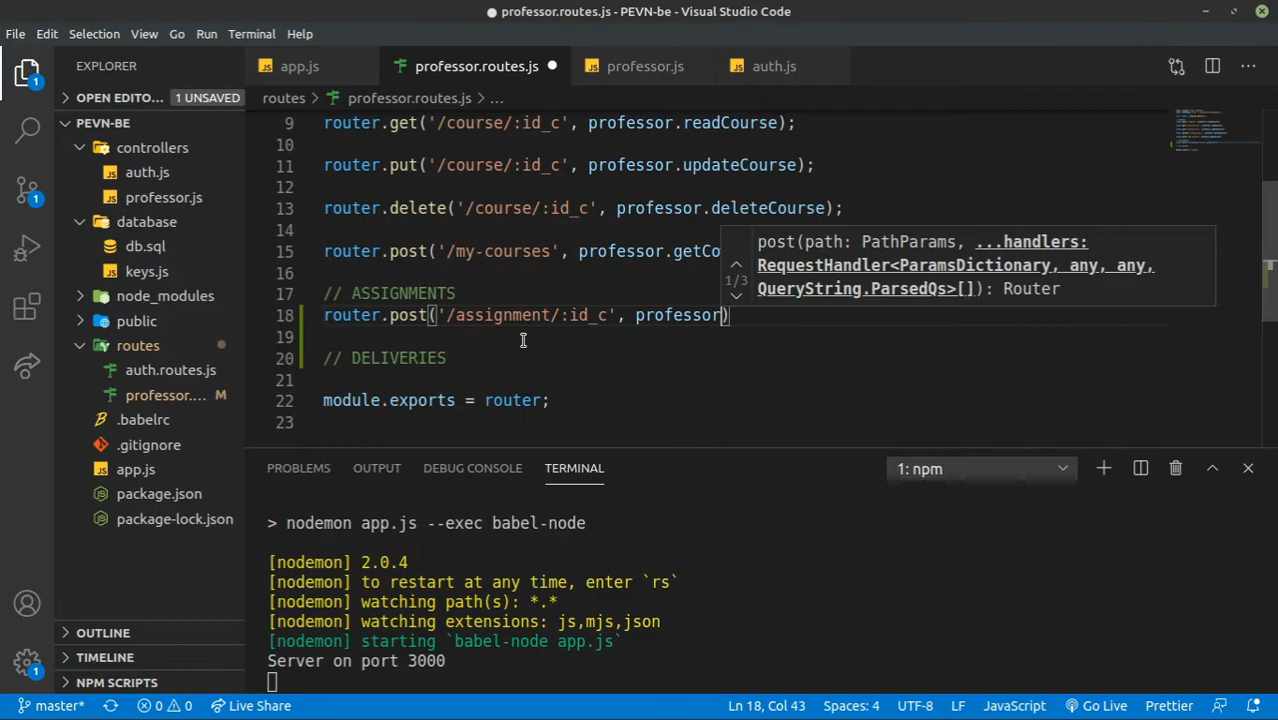 professor.routes.js - PEVN-be - Visual Studio Code
File Edit Selection View Go Run Terminal Help
EXPLORER
app.js professor.routes.js professor.js auth.js
OPEN EDITO... 1 UNSAVED
routes > professor.routes.js > ...
PEVN-BE
controllers
auth.js
professor.js
database
db.sql
keys.js
node_modules
public
routes
auth.routes.js
professor.... M
.babelrc
.gitignore
app.js
package.json
package-lock.json
OUTLINE
TIMELINE
NPM SCRIPTS
9 router.get('/course/:id_c', professor.readCourse);
10
11 router.put('/course/:id_c', professor.updateCourse);
12
13 router.delete('/course/:id_c', professor.deleteCourse);
14
15 router.post('/my-courses', professor.getCo
16
17 // ASSIGNMENTS
18 router.post('/assignment/:id_c', professor)
19
20 // DELIVERIES
21
22 module.exports = router;
23
post(path: PathParams, ...handlers:
1/3 RequestHandler<ParamsDictionary, any, any,
QueryString.ParsedQs>[]): Router
PROBLEMS OUTPUT DEBUG CONSOLE TERMINAL 1: npm
> nodemon app.js --exec babel-node
[nodemon] 2.0.4
[nodemon] to restart at any time, enter `rs`
[nodemon] watching path(s): *.*
[nodemon] watching extensions: js,mjs,json
[nodemon] starting `babel-node app.js`
Server on port 3000
1
1
1
master* 0 0 Live Share Ln 18, Col 43 Spaces: 4 UTF-8 LF JavaScript Go Live Prettier